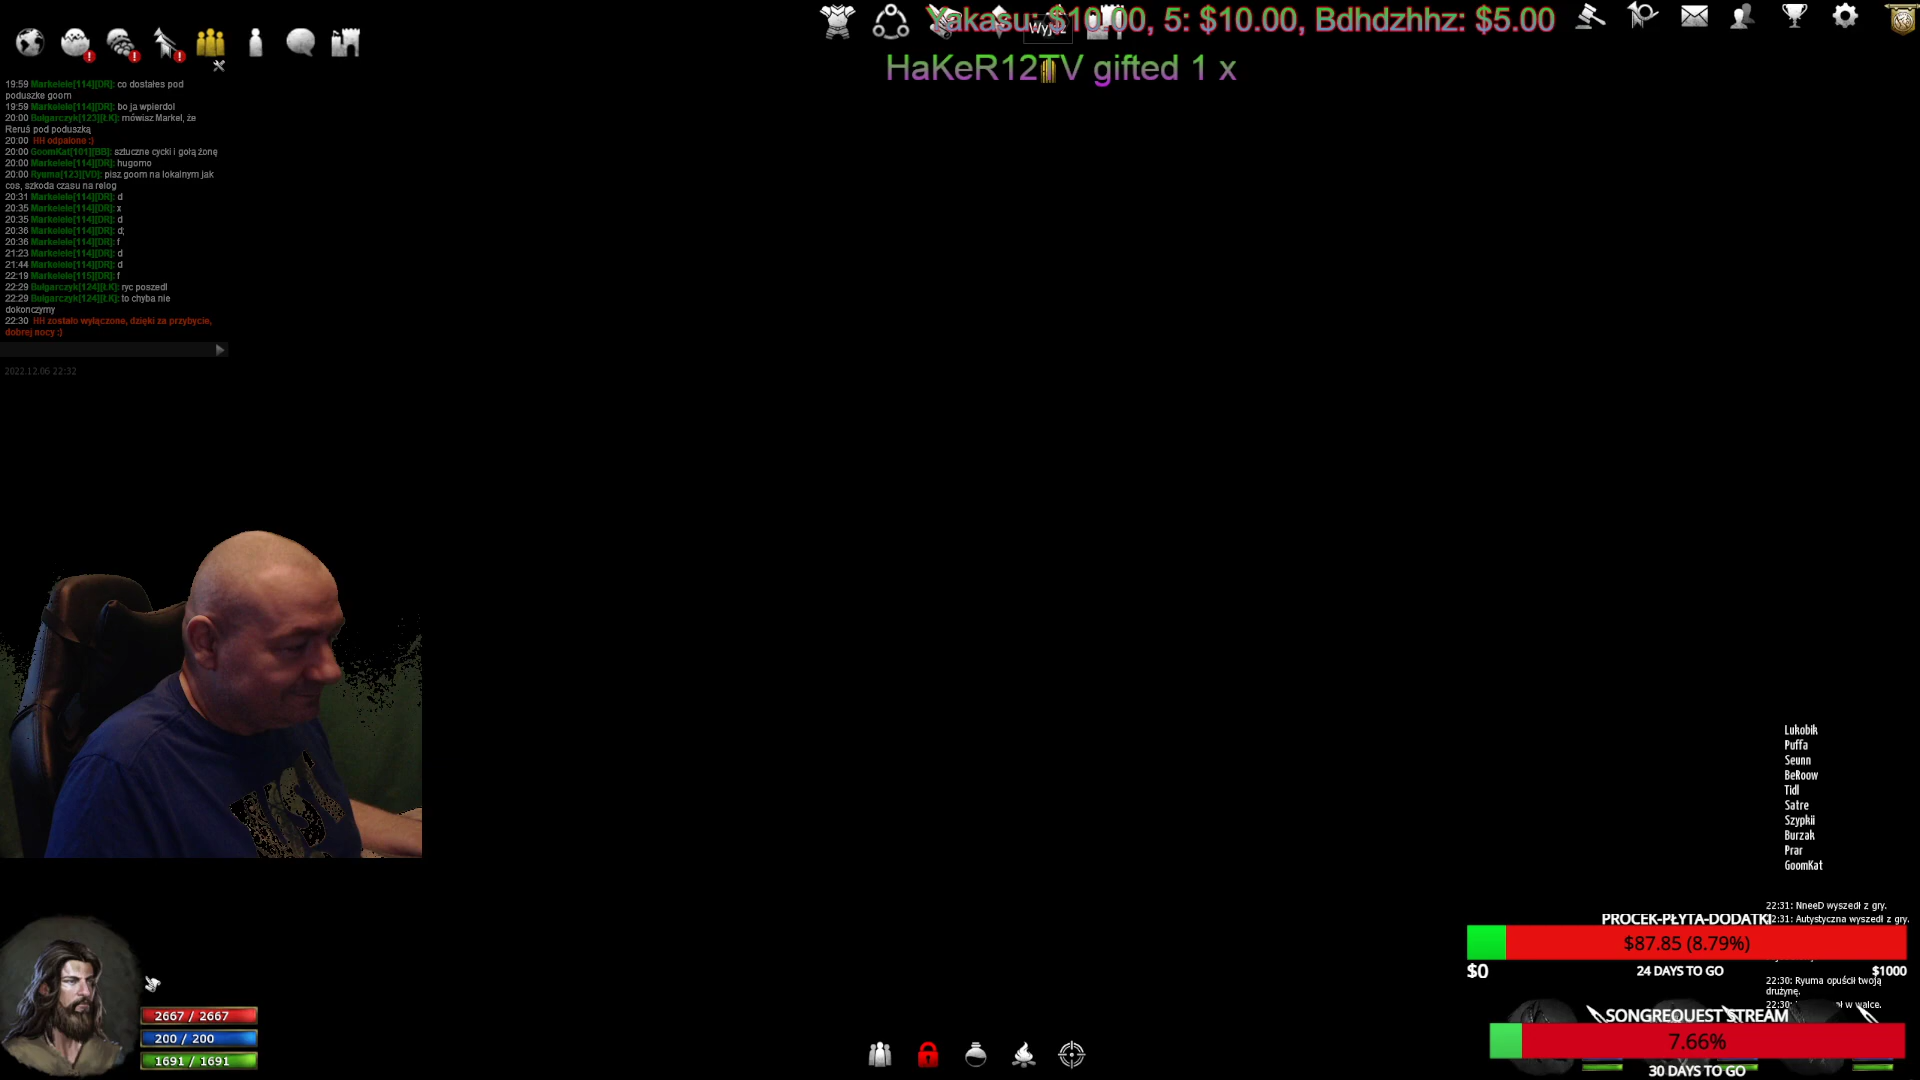 Yakasu: $10.00, 5: $10.00, Bdhdzhhz: $5.00
HaKeR12TV gifted 1 x
19:59 Markelele[114][DR]: co dostałes pod
poduszke goom
19:59 Markelele[114][DR]: bo ja wpierdol
20:00 Bulgarczyk[123][ŁK]: mówisz Markel, że
Reruś pod poduszką
20:00 HH odpalone :)
20:00 GoomKat[101][BB]: sztuczne cycki i gołą żonę
20:00 Markelele[114][DR]: hugomo
20:00 Ryuma[123][VD]: pisz goom na lokalnym jak
cos, szkoda czasu na relog
20:31 Markelele[114][DR]: d
20:35 Markelele[114][DR]: x
20:35 Markelele[114][DR]: d
20:36 Markelele[114][DR]: d;
20:36 Markelele[114][DR]: f
21:23 Markelele[114][DR]: d
21:44 Markelele[114][DR]: d
22:19 Markelele[115][DR]: f
22:29 Bulgarczyk[124][ŁK]: ryc poszedl
22:29 Bulgarczyk[124][ŁK]: to chyba nie
dokonczymy
22:30 HH zostało wyłączone, dzięki za przybycie,
dobrej nocy :)
2022.12.06 22:32
Lukobik
Puffa
Seunn
BeRoow
Tidl
Satre
Szypkii
Burzak
Prar
GoomKat
22:31: NneeD wyszedł z gry.
PROCEK-PŁYTA-DODATKI
22:31: Autystyczna wyszedł z gry.
$87.85 (8.79%)
$0
24 DAYS TO GO
$1000
22:30: Ryuma opuścił twoją
drużynę.
22:30: w walce.
SONGREQUEST STREAM
7.66%
30 DAYS TO GO
2667 / 2667
200 / 200
1691 / 1691